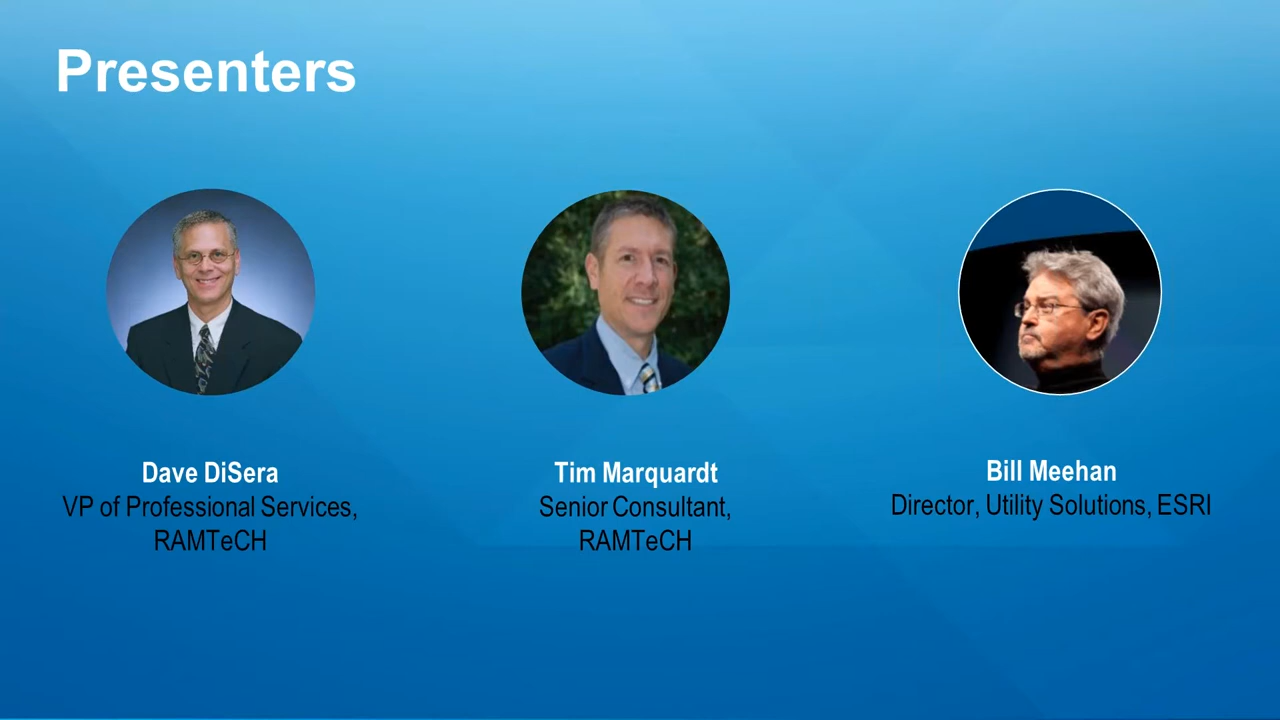 Presenters
Dave DiSera
VP of Professional Services,
RAMTeCH
Tim Marquardt
Senior Consultant,
RAMTeCH
Bill Meehan
Director, Utility Solutions, ESRI